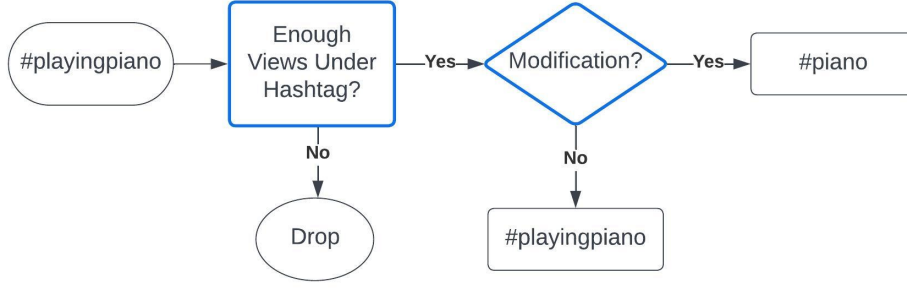 #playingpiano
Enough
Views Under
Hashtag?
Yes
Modification?
Yes
#piano
No
No
Drop
#playingpiano